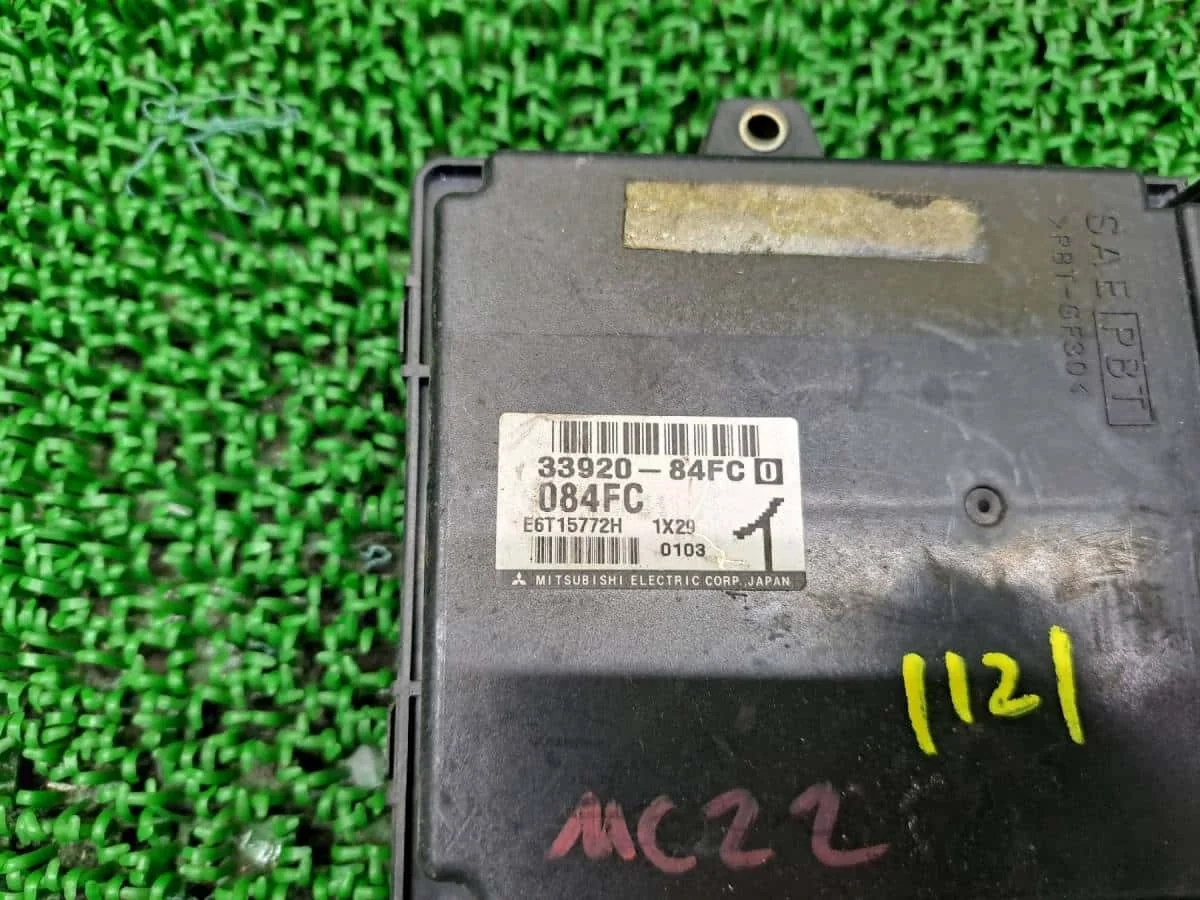 SAE PBT
>PBT-GF30<
33920-84FC 0
084FC
E6T15772H 1X29
0103
MITSUBISHI ELECTRIC CORP., JAPAN
1121
MC22